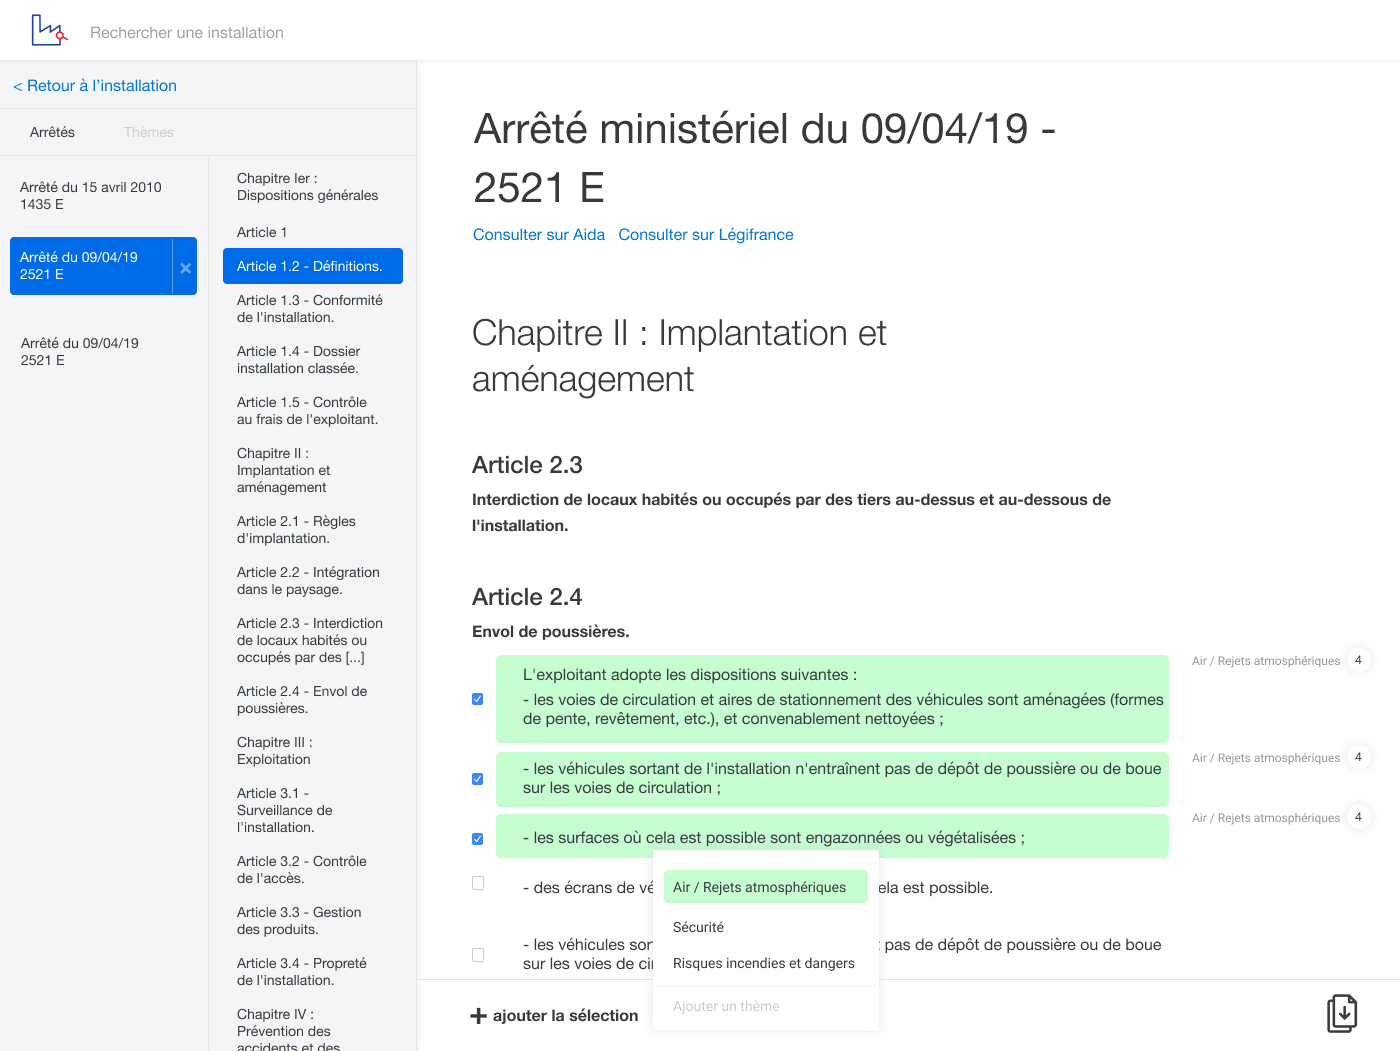 Rechercher une installation
< Retour à l'installation
Arrêtés
Thèmes
Arrêté du 15 avril 2010
1435 E
Arrêté du 09/04/19
2521 E
Arrêté du 09/04/19
2521 E
Chapitre Ier :
Dispositions générales
Article 1
Article 1.2 - Définitions.
Article 1.3 - Conformité
de l'installation.
Article 1.4 - Dossier
installation classée.
Article 1.5 - Contrôle
au frais de l'exploitant.
Chapitre II :
Implantation et
aménagement
Article 2.1 - Règles
d'implantation.
Article 2.2 - Intégration
dans le paysage.
Article 2.3 - Interdiction
de locaux habités ou
occupés par des [...]
Article 2.4 - Envol de
poussières.
Chapitre III :
Exploitation
Article 3.1 -
Surveillance de
l'installation.
Article 3.2 - Contrôle
de l'accès.
Article 3.3 - Gestion
des produits.
Article 3.4 - Propreté
de l'installation.
Chapitre IV :
Prévention des
accidents et des
Arrêté ministériel du 09/04/19 -
2521 E
Consulter sur Aida Consulter sur Légifrance
Chapitre II : Implantation et
aménagement
Article 2.3
Interdiction de locaux habités ou occupés par des tiers au-dessus et au-dessous de
l'installation.
Article 2.4
Envol de poussières.
L'exploitant adopte les dispositions suivantes :
- les voies de circulation et aires de stationnement des véhicules sont aménagées (formes
de pente, revêtement, etc.), et convenablement nettoyées ;
Air / Rejets atmosphériques 4
- les véhicules sortant de l'installation n'entraînent pas de dépôt de poussière ou de boue
sur les voies de circulation ;
Air / Rejets atmosphériques 4
- les surfaces où cela est possible sont engazonnées ou végétalisées ;
Air / Rejets atmosphériques 4
- des écrans de vé ela est possible.
- les véhicules sor pas de dépôt de poussière ou de boue
sur les voies de ci
Air / Rejets atmosphériques
Sécurité
Risques incendies et dangers
Ajouter un thème
ajouter la sélection